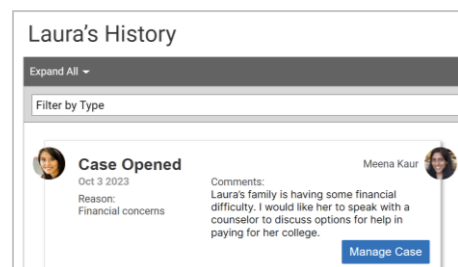 Laura's History
Expand All
Filter by Type
Case Opened
Meena Kaur
Oct 3 2023
Reason:
Financial concerns
Comments:
Laura's family is having some financial
difficulty. I would like her to speak with a
counselor to discuss options for help in
paying for her college.
Manage Case